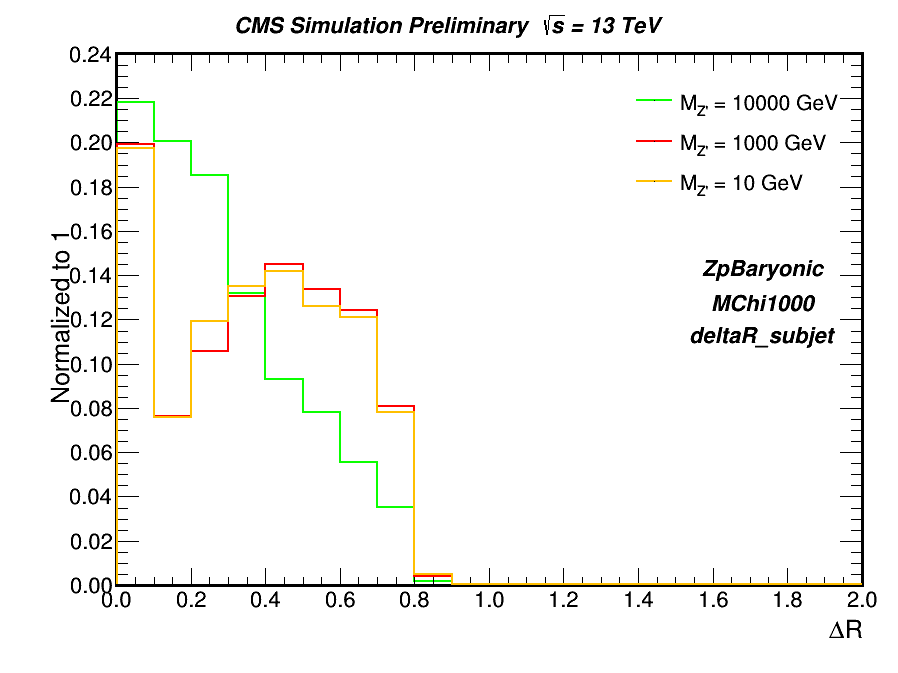 CMS Simulation Preliminary √s = 13 TeV
Normalized to 1
0.24
0.22
0.20
0.18
0.16
0.14
0.12
0.10
0.08
0.06
0.04
0.02
0.00
M_Z' = 10000 GeV
M_Z' = 1000 GeV
M_Z' = 10 GeV
ZpBaryonic
MChi1000
deltaR_subjet
0.0 0.2 0.4 0.6 0.8 1.0 1.2 1.4 1.6 1.8 2.0
ΔR